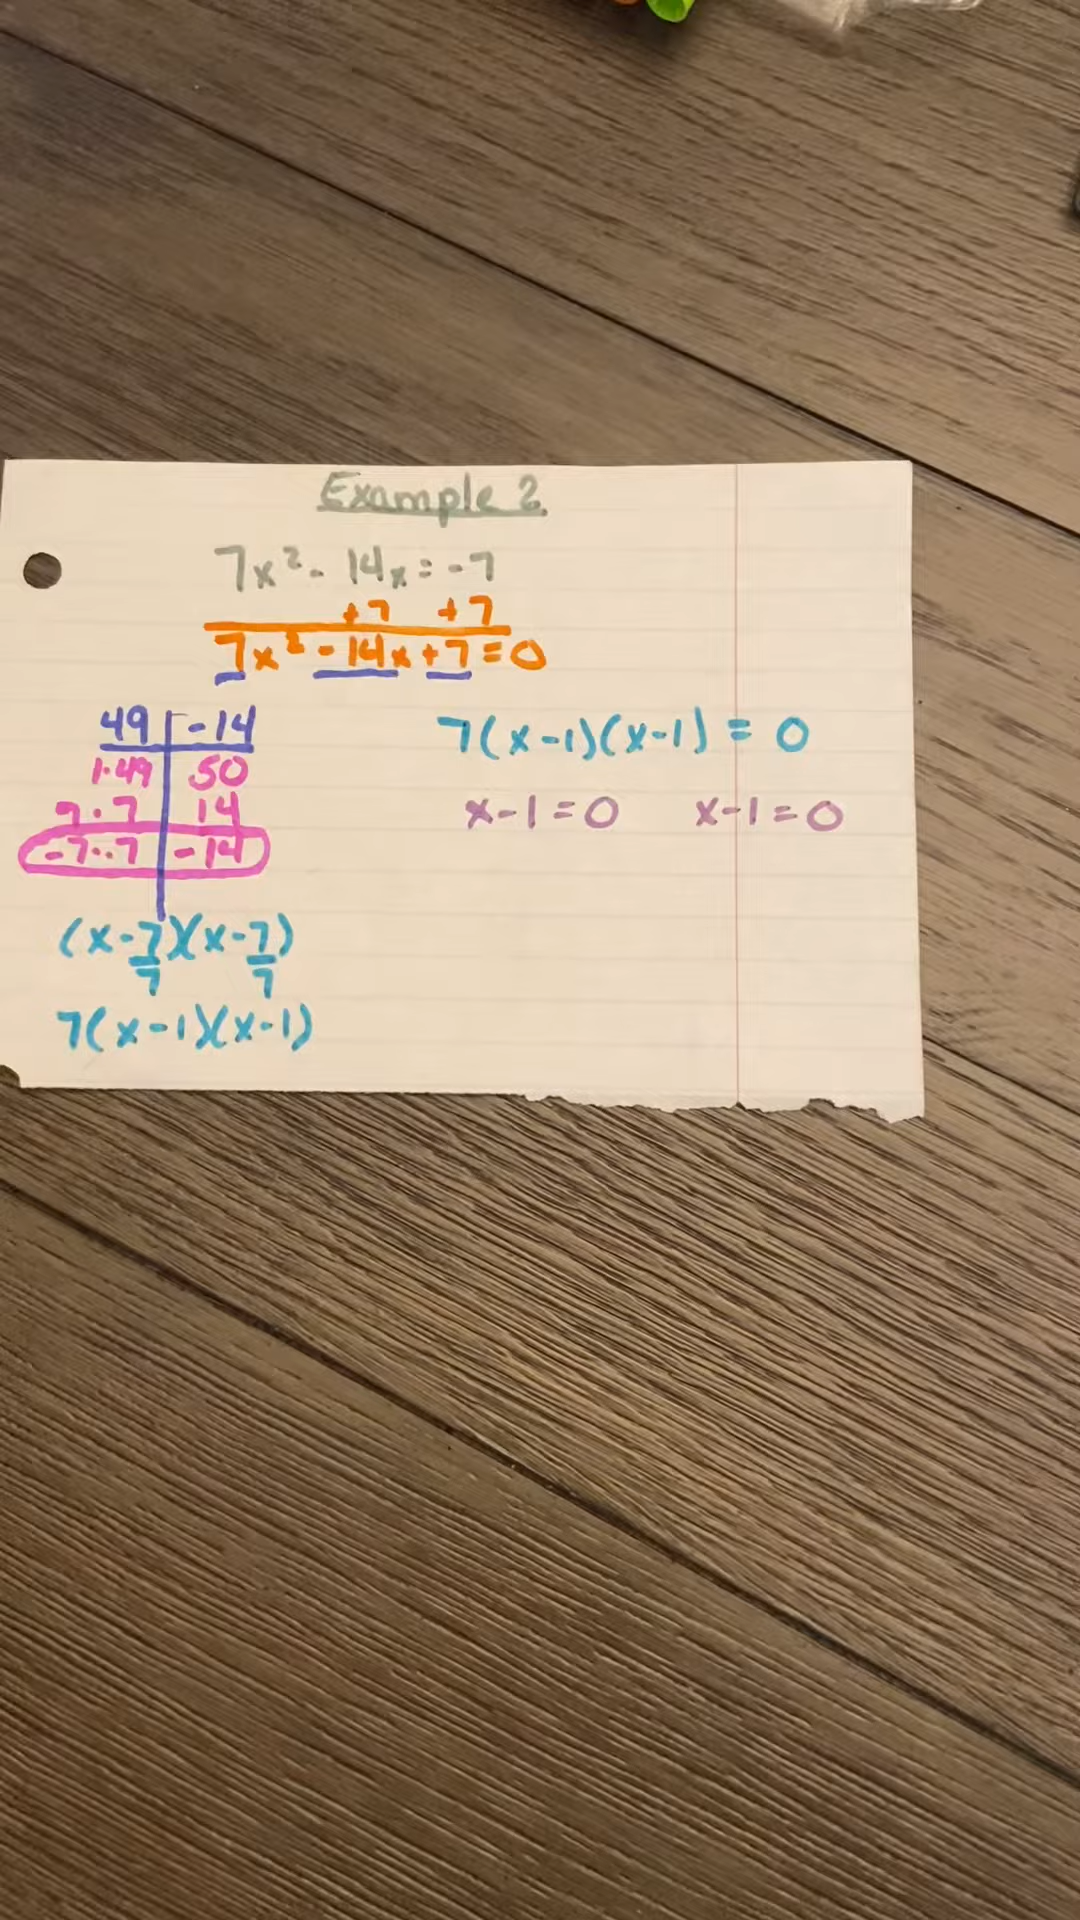 Example 2
7x² - 14x = -7
+7 +7
7x² - 14x + 7 = 0
49 | -14
1·49 | 50
7·7 | 14
-7·-7 | -14
(x - 7/7)(x - 7/7)
7(x-1)(x-1)
7(x-1)(x-1) = 0
x-1=0 x-1=0